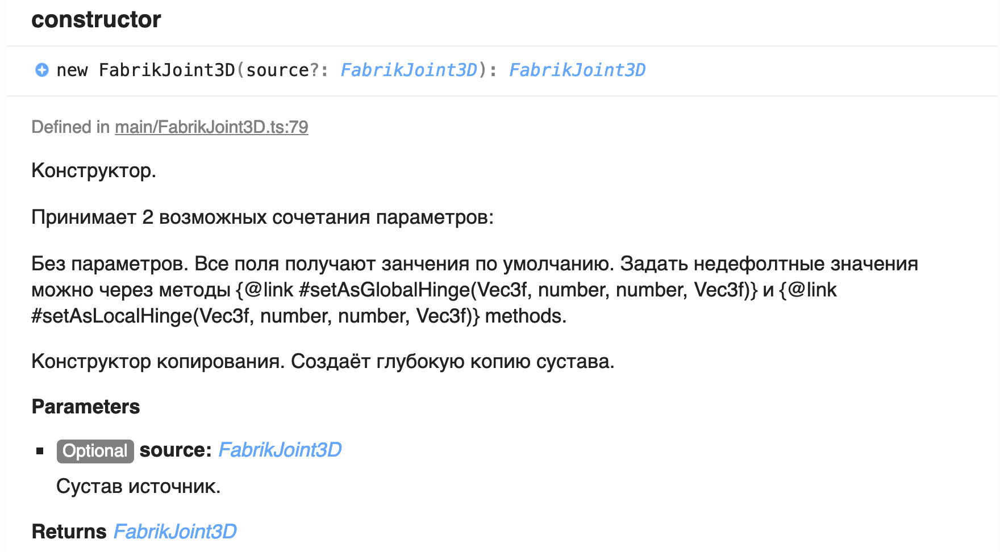 constructor
new FabrikJoint3D(source?: FabrikJoint3D): FabrikJoint3D
Defined in main/FabrikJoint3D.ts:79
Конструктор.
Принимает 2 возможных сочетания параметров:
Без параметров. Все поля получают занчения по умолчанию. Задать недефолтные значения
можно через методы {@link #setAsGlobalHinge(Vec3f, number, number, Vec3f)} и {@link
#setAsLocalHinge(Vec3f, number, number, Vec3f)} methods.
Конструктор копирования. Создаёт глубокую копию сустава.
Parameters
Optional source: FabrikJoint3D
Сустав источник.
Returns FabrikJoint3D